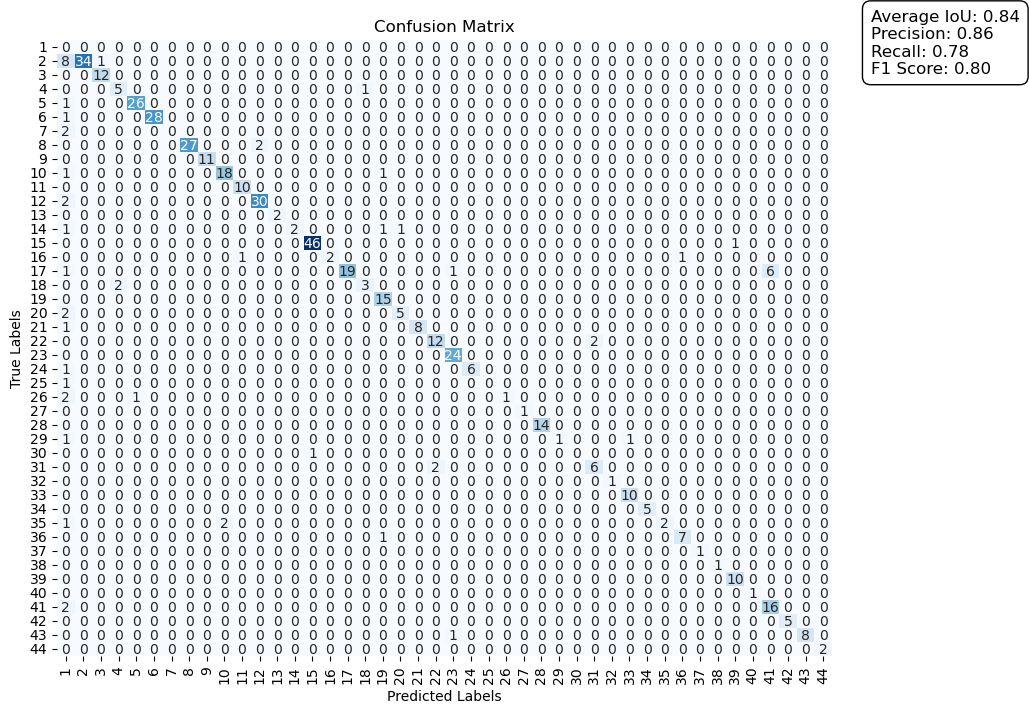 Confusion Matrix
Average IoU: 0.84
Precision: 0.86
Recall: 0.78
F1 Score: 0.80
True Labels
1 0 0 0 0 0 0 0 0 0 0 0 0 0 0 0 0 0 0 0 0 0 0 0 0 0 0 0 0 0 0 0 0 0 0 0 0 0 0 0 0 0 0 0 0
2 8 34 1 0 0 0 0 0 0 0 0 0 0 0 0 0 0 0 0 0 0 0 0 0 0 0 0 0 0 0 0 0 0 0 0 0 0 0 0 0 0 0 0 0
3 0 0 12 0 0 0 0 0 0 0 0 0 0 0 0 0 0 0 0 0 0 0 0 0 0 0 0 0 0 0 0 0 0 0 0 0 0 0 0 0 0 0 0 0
4 0 0 0 5 0 0 0 0 0 0 0 0 0 0 0 0 0 1 0 0 0 0 0 0 0 0 0 0 0 0 0 0 0 0 0 0 0 0 0 0 0 0 0 0
5 1 0 0 0 26 0 0 0 0 0 0 0 0 0 0 0 0 0 0 0 0 0 0 0 0 0 0 0 0 0 0 0 0 0 0 0 0 0 0 0 0 0 0 0
6 1 0 0 0 0 28 0 0 0 0 0 0 0 0 0 0 0 0 0 0 0 0 0 0 0 0 0 0 0 0 0 0 0 0 0 0 0 0 0 0 0 0 0 0
7 2 0 0 0 0 0 0 0 0 0 0 0 0 0 0 0 0 0 0 0 0 0 0 0 0 0 0 0 0 0 0 0 0 0 0 0 0 0 0 0 0 0 0 0
8 0 0 0 0 0 0 0 27 0 0 0 2 0 0 0 0 0 0 0 0 0 0 0 0 0 0 0 0 0 0 0 0 0 0 0 0 0 0 0 0 0 0 0 0
9 0 0 0 0 0 0 0 0 11 0 0 0 0 0 0 0 0 0 0 0 0 0 0 0 0 0 0 0 0 0 0 0 0 0 0 0 0 0 0 0 0 0 0 0
10 1 0 0 0 0 0 0 0 0 18 0 0 0 0 0 0 0 0 1 0 0 0 0 0 0 0 0 0 0 0 0 0 0 0 0 0 0 0 0 0 0 0 0 0
11 0 0 0 0 0 0 0 0 0 0 10 0 0 0 0 0 0 0 0 0 0 0 0 0 0 0 0 0 0 0 0 0 0 0 0 0 0 0 0 0 0 0 0 0
12 2 0 0 0 0 0 0 0 0 0 0 30 0 0 0 0 0 0 0 0 0 0 0 0 0 0 0 0 0 0 0 0 0 0 0 0 0 0 0 0 0 0 0 0
13 0 0 0 0 0 0 0 0 0 0 0 0 2 0 0 0 0 0 0 0 0 0 0 0 0 0 0 0 0 0 0 0 0 0 0 0 0 0 0 0 0 0 0 0
14 1 0 0 0 0 0 0 0 0 0 0 0 0 2 0 0 0 0 1 1 0 0 0 0 0 0 0 0 0 0 0 0 0 0 0 0 0 0 0 0 0 0 0 0
15 0 0 0 0 0 0 0 0 0 0 0 0 0 0 46 0 0 0 0 0 0 0 0 0 0 0 0 0 0 0 0 0 0 0 0 0 0 0 1 0 0 0 0 0
16 0 0 0 0 0 0 0 0 0 0 1 0 0 0 0 2 0 0 0 0 0 0 0 0 0 0 0 0 0 0 0 0 0 0 0 1 0 0 0 0 0 0 0 0
17 1 0 0 0 0 0 0 0 0 0 0 0 0 0 0 0 19 0 0 0 0 0 1 0 0 0 0 0 0 0 0 0 0 0 0 0 0 0 0 0 6 0 0 0
18 0 0 0 2 0 0 0 0 0 0 0 0 0 0 0 0 0 3 0 0 0 0 0 0 0 0 0 0 0 0 0 0 0 0 0 0 0 0 0 0 0 0 0 0
19 0 0 0 0 0 0 0 0 0 0 0 0 0 0 0 0 0 0 15 0 0 0 0 0 0 0 0 0 0 0 0 0 0 0 0 0 0 0 0 0 0 0 0 0
20 2 0 0 0 0 0 0 0 0 0 0 0 0 0 0 0 0 0 0 5 0 0 0 0 0 0 0 0 0 0 0 0 0 0 0 0 0 0 0 0 0 0 0 0
21 1 0 0 0 0 0 0 0 0 0 0 0 0 0 0 0 0 0 0 0 8 0 0 0 0 0 0 0 0 0 0 0 0 0 0 0 0 0 0 0 0 0 0 0
22 0 0 0 0 0 0 0 0 0 0 0 0 0 0 0 0 0 0 0 0 0 12 0 0 0 0 0 0 0 0 2 0 0 0 0 0 0 0 0 0 0 0 0 0
23 0 0 0 0 0 0 0 0 0 0 0 0 0 0 0 0 0 0 0 0 0 0 24 0 0 0 0 0 0 0 0 0 0 0 0 0 0 0 0 0 0 0 0 0
24 1 0 0 0 0 0 0 0 0 0 0 0 0 0 0 0 0 0 0 0 0 0 0 6 0 0 0 0 0 0 0 0 0 0 0 0 0 0 0 0 0 0 0 0
25 1 0 0 0 0 0 0 0 0 0 0 0 0 0 0 0 0 0 0 0 0 0 0 0 0 0 0 0 0 0 0 0 0 0 0 0 0 0 0 0 0 0 0 0
26 2 0 0 0 1 0 0 0 0 0 0 0 0 0 0 0 0 0 0 0 0 0 0 0 0 1 0 0 0 0 0 0 0 0 0 0 0 0 0 0 0 0 0 0
27 0 0 0 0 0 0 0 0 0 0 0 0 0 0 0 0 0 0 0 0 0 0 0 0 0 0 1 0 0 0 0 0 0 0 0 0 0 0 0 0 0 0 0 0
28 0 0 0 0 0 0 0 0 0 0 0 0 0 0 0 0 0 0 0 0 0 0 0 0 0 0 0 14 0 0 0 0 0 0 0 0 0 0 0 0 0 0 0 0
29 1 0 0 0 0 0 0 0 0 0 0 0 0 0 0 0 0 0 0 0 0 0 0 0 0 0 0 0 1 0 0 0 1 0 0 0 0 0 0 0 0 0 0 0
30 0 0 0 0 0 0 0 0 0 0 0 0 0 0 1 0 0 0 0 0 0 0 0 0 0 0 0 0 0 0 0 0 0 0 0 0 0 0 0 0 0 0 0 0
31 0 0 0 0 0 0 0 0 0 0 0 0 0 0 0 0 0 0 0 0 0 2 0 0 0 0 0 0 0 0 6 0 0 0 0 0 0 0 0 0 0 0 0 0
32 0 0 0 0 0 0 0 0 0 0 0 0 0 0 0 0 0 0 0 0 0 0 0 0 0 0 0 0 0 0 0 1 0 0 0 0 0 0 0 0 0 0 0 0
33 0 0 0 0 0 0 0 0 0 0 0 0 0 0 0 0 0 0 0 0 0 0 0 0 0 0 0 0 0 0 0 0 10 0 0 0 0 0 0 0 0 0 0 0
34 0 0 0 0 0 0 0 0 0 0 0 0 0 0 0 0 0 0 0 0 0 0 0 0 0 0 0 0 0 0 0 0 0 5 0 0 0 0 0 0 0 0 0 0
35 1 0 0 0 0 0 0 0 0 2 0 0 0 0 0 0 0 0 0 0 0 0 0 0 0 0 0 0 0 0 0 0 0 0 2 0 0 0 0 0 0 0 0 0
36 0 0 0 0 0 0 0 0 0 0 0 0 0 0 0 0 0 0 1 0 0 0 0 0 0 0 0 0 0 0 0 0 0 0 0 7 0 0 0 0 0 0 0 0
37 0 0 0 0 0 0 0 0 0 0 0 0 0 0 0 0 0 0 0 0 0 0 0 0 0 0 0 0 0 0 0 0 0 0 0 0 1 0 0 0 0 0 0 0
38 0 0 0 0 0 0 0 0 0 0 0 0 0 0 0 0 0 0 0 0 0 0 0 0 0 0 0 0 0 0 0 0 0 0 0 0 0 1 0 0 0 0 0 0
39 0 0 0 0 0 0 0 0 0 0 0 0 0 0 0 0 0 0 0 0 0 0 0 0 0 0 0 0 0 0 0 0 0 0 0 0 0 0 10 0 0 0 0 0
40 0 0 0 0 0 0 0 0 0 0 0 0 0 0 0 0 0 0 0 0 0 0 0 0 0 0 0 0 0 0 0 0 0 0 0 0 0 0 0 1 0 0 0 0
41 2 0 0 0 0 0 0 0 0 0 0 0 0 0 0 0 0 0 0 0 0 0 0 0 0 0 0 0 0 0 0 0 0 0 0 0 0 0 0 0 16 0 0 0
42 0 0 0 0 0 0 0 0 0 0 0 0 0 0 0 0 0 0 0 0 0 0 0 0 0 0 0 0 0 0 0 0 0 0 0 0 0 0 0 0 0 5 0 0
43 0 0 0 0 0 0 0 0 0 0 0 0 0 0 0 0 0 0 0 0 0 0 1 0 0 0 0 0 0 0 0 0 0 0 0 0 0 0 0 0 0 0 8 0
44 0 0 0 0 0 0 0 0 0 0 0 0 0 0 0 0 0 0 0 0 0 0 0 0 0 0 0 0 0 0 0 0 0 0 0 0 0 0 0 0 0 0 0 2
1 2 3 4 5 6 7 8 9 10 11 12 13 14 15 16 17 18 19 20 21 22 23 24 25 26 27 28 29 30 31 32 33 34 35 36 37 38 39 40 41 42 43 44
Predicted Labels